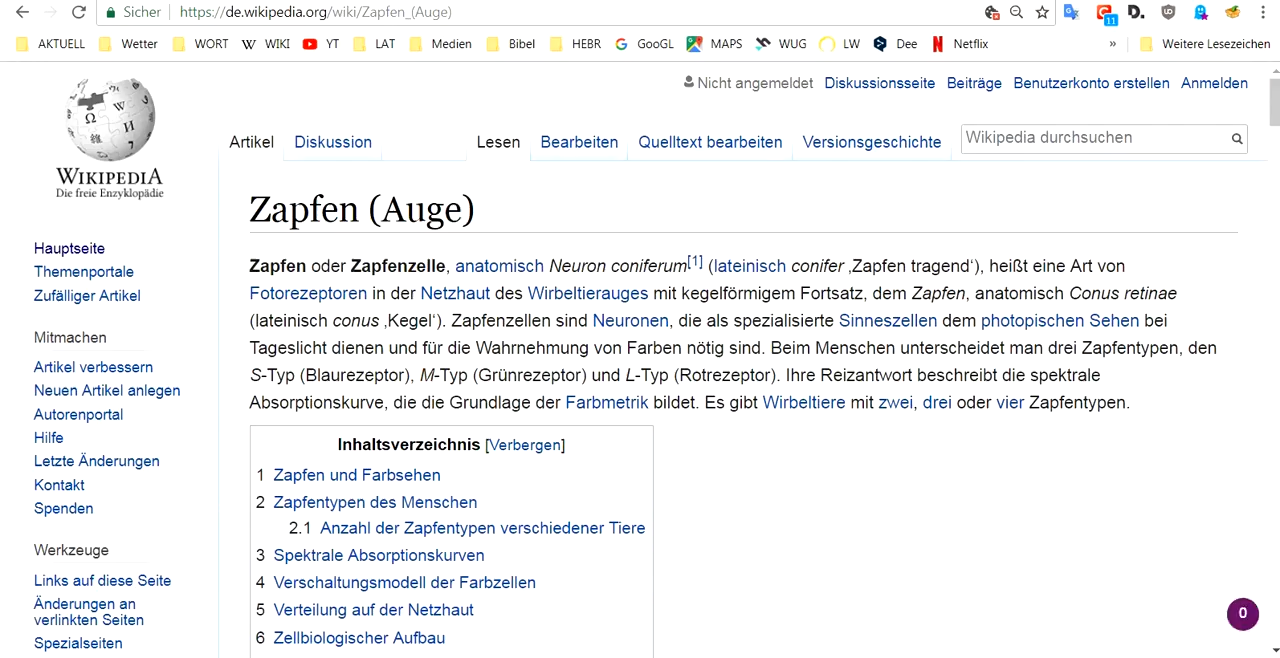 Sicher https://de.wikipedia.org/wiki/Zapfen_(Auge)
11 D. UD
AKTUELL Wetter WORT W WIKI YT LAT Medien Bibel HEBR G GooGL MAPS WUG LW Dee N Netflix » Weitere Lesezeichen
Nicht angemeldet Diskussionsseite Beiträge Benutzerkonto erstellen Anmelden
Artikel Diskussion Lesen Bearbeiten Quelltext bearbeiten Versionsgeschichte Wikipedia durchsuchen
WIKIPEDIA
Die freie Enzyklopädie
Hauptseite
Themenportale
Zufälliger Artikel
Mitmachen
Artikel verbessern
Neuen Artikel anlegen
Autorenportal
Hilfe
Letzte Änderungen
Kontakt
Spenden
Werkzeuge
Links auf diese Seite
Änderungen an
verlinkten Seiten
Spezialseiten
Zapfen (Auge)
Zapfen oder Zapfenzelle, anatomisch Neuron coniferum[1] (lateinisch conifer ‚Zapfen tragend‘), heißt eine Art von
Fotorezeptoren in der Netzhaut des Wirbeltierauges mit kegelförmigem Fortsatz, dem Zapfen, anatomisch Conus retinae
(lateinisch conus ‚Kegel‘). Zapfenzellen sind Neuronen, die als spezialisierte Sinneszellen dem photopischen Sehen bei
Tageslicht dienen und für die Wahrnehmung von Farben nötig sind. Beim Menschen unterscheidet man drei Zapfentypen, den
S-Typ (Blaurezeptor), M-Typ (Grünrezeptor) und L-Typ (Rotrezeptor). Ihre Reizantwort beschreibt die spektrale
Absorptionskurve, die die Grundlage der Farbmetrik bildet. Es gibt Wirbeltiere mit zwei, drei oder vier Zapfentypen.
Inhaltsverzeichnis [Verbergen]
1 Zapfen und Farbsehen
2 Zapfentypen des Menschen
2.1 Anzahl der Zapfentypen verschiedener Tiere
3 Spektrale Absorptionskurven
4 Verschaltungsmodell der Farbzellen
5 Verteilung auf der Netzhaut
6 Zellbiologischer Aufbau
0